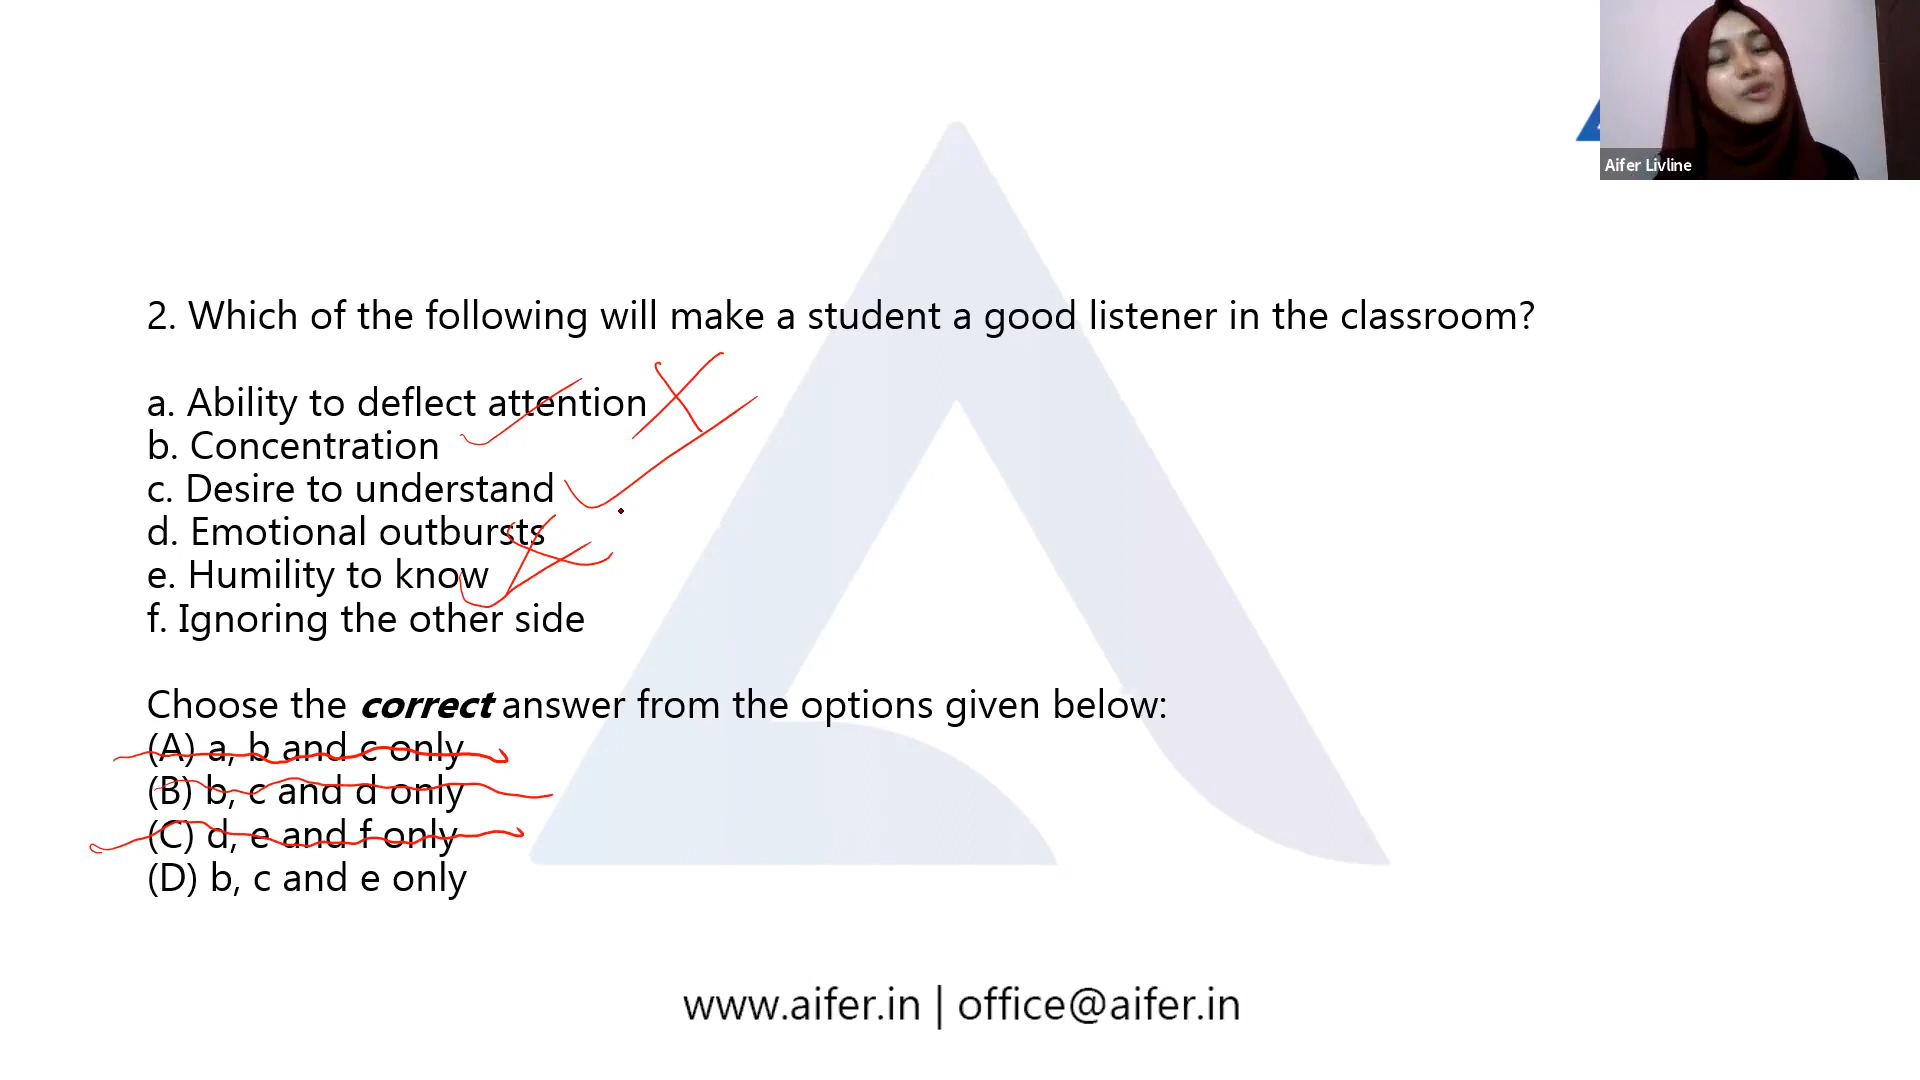 Aifer Livline
2. Which of the following will make a student a good listener in the classroom?
a. Ability to deflect attention
b. Concentration
c. Desire to understand
d. Emotional outbursts
e. Humility to know
f. Ignoring the other side
Choose the correct answer from the options given below:
(A) a, b and c only
(B) b, c and d only
(C) d, e and f only
(D) b, c and e only
www.aifer.in | office@aifer.in